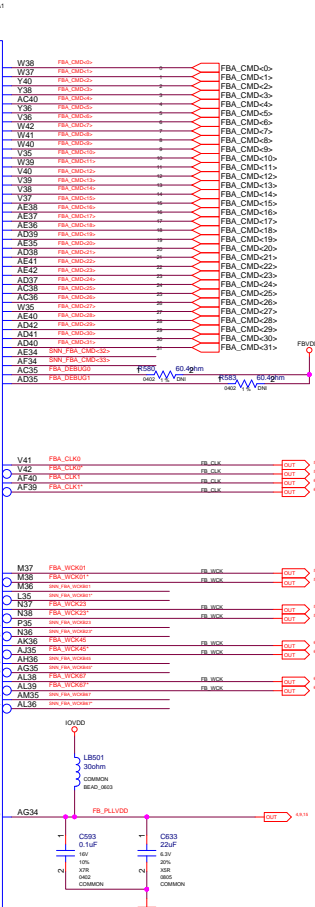 W38 FBA_CMD<0> 0 FBA_CMD<0>
W37 FBA_CMD<1> 1 FBA_CMD<1>
Y40 FBA_CMD<2> 2 FBA_CMD<2>
Y38 FBA_CMD<3> 3 FBA_CMD<3>
AC40 FBA_CMD<4> 4 FBA_CMD<4>
Y36 FBA_CMD<5> 5 FBA_CMD<5>
V36 FBA_CMD<6> 6 FBA_CMD<6>
W42 FBA_CMD<7> 7 FBA_CMD<7>
W41 FBA_CMD<8> 8 FBA_CMD<8>
W40 FBA_CMD<9> 9 FBA_CMD<9>
V35 FBA_CMD<10> 10 FBA_CMD<10>
W39 FBA_CMD<11> 11 FBA_CMD<11>
V40 FBA_CMD<12> 12 FBA_CMD<12>
V39 FBA_CMD<13> 13 FBA_CMD<13>
V38 FBA_CMD<14> 14 FBA_CMD<14>
V37 FBA_CMD<15> 15 FBA_CMD<15>
AE38 FBA_CMD<16> 16 FBA_CMD<16>
AE37 FBA_CMD<17> 17 FBA_CMD<17>
AE36 FBA_CMD<18> 18 FBA_CMD<18>
AD39 FBA_CMD<19> 19 FBA_CMD<19>
AE35 FBA_CMD<20> 20 FBA_CMD<20>
AD38 FBA_CMD<21> 21 FBA_CMD<21>
AE41 FBA_CMD<22> 22 FBA_CMD<22>
AE42 FBA_CMD<23> 23 FBA_CMD<23>
AD37 FBA_CMD<24> 24 FBA_CMD<24>
AC38 FBA_CMD<25> 25 FBA_CMD<25>
AC36 FBA_CMD<26> 26 FBA_CMD<26>
W35 FBA_CMD<27> 27 FBA_CMD<27>
AE40 FBA_CMD<28> 28 FBA_CMD<28>
AD42 FBA_CMD<29> 29 FBA_CMD<29>
AD41 FBA_CMD<30> 30 FBA_CMD<30>
AD40 FBA_CMD<31> 31 FBA_CMD<31>
AE34 SNN_FBA_CMD<32>
AF34 SNN_FBA_CMD<33>
AC35 FBA_DEBUG0 1 R580 2 60.4ohm
AD35 FBA_DEBUG1 0402 1% DNI 1 R583 2 60.4ohm
0402 1% DNI
V41 FBA_CLK0 FB_CLK OUT
V42 FBA_CLK0* FB_CLK OUT
AF40 FBA_CLK1 FB_CLK OUT
AF39 FBA_CLK1* FB_CLK OUT
M37 FBA_WCK01 FB_WCK OUT
M38 FBA_WCK01* FB_WCK OUT
M36 SNN_FBA_WCKB01
L35 SNN_FBA_WCKB01*
N37 FBA_WCK23 FB_WCK OUT
N38 FBA_WCK23* FB_WCK OUT
P35 SNN_FBA_WCKB23
N36 SNN_FBA_WCKB23*
AK36 FBA_WCK45 FB_WCK OUT
AJ35 FBA_WCK45* FB_WCK OUT
AH36 SNN_FBA_WCKB45
AG35 SNN_FBA_WCKB45*
AL38 FBA_WCK67 FB_WCK OUT
AL39 FBA_WCK67* FB_WCK OUT
AM35 SNN_FBA_WCKB67
AL36 SNN_FBA_WCKB67*
IOVDD
LB501
30ohm
COMMON
BEAD_0603
AG34 FB_PLLVDD OUT
1 C593 1 C633
0.1uF 22uF
16V 6.3V
2 10% 2 20%
X7R X5R
0402 0805
COMMON COMMON